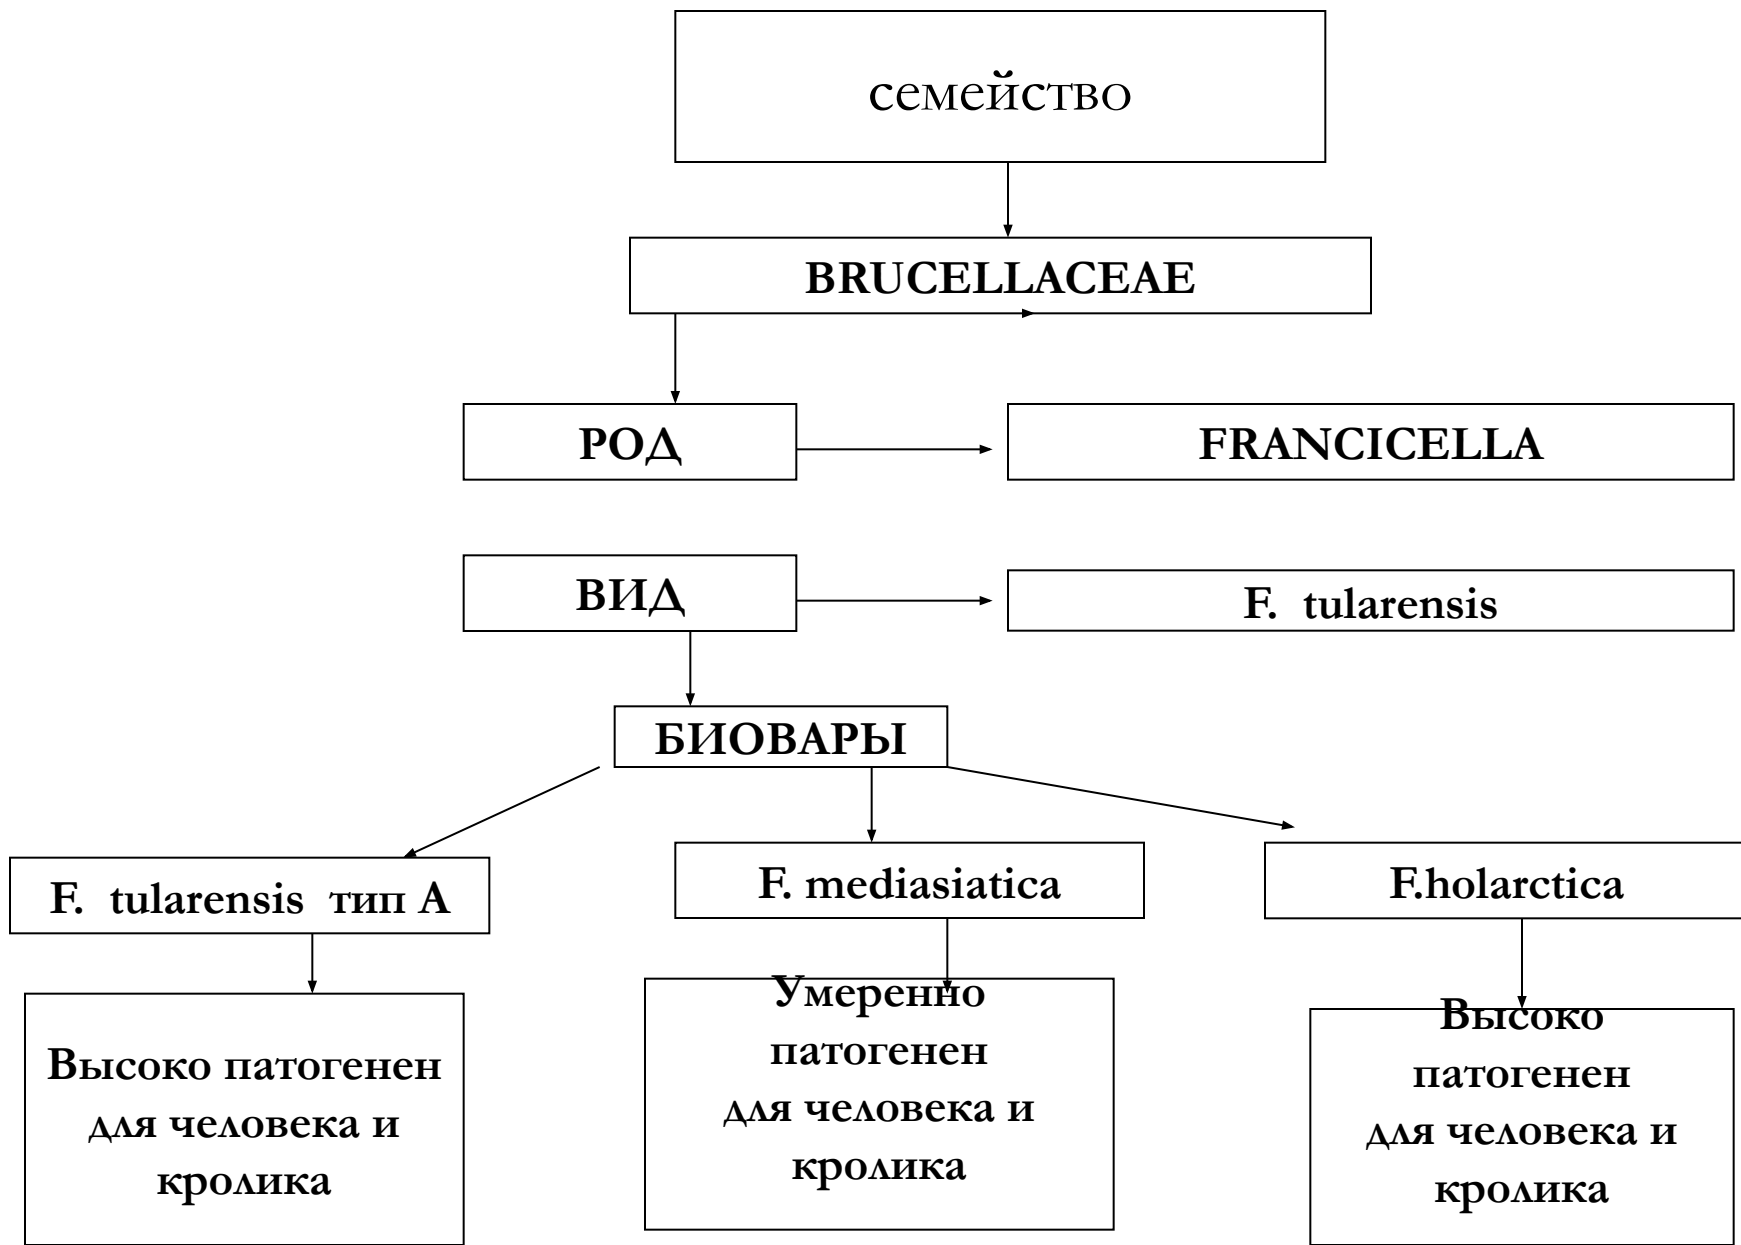 семейство
BRUCELLACEAE
РОД
FRANCICELLA
ВИД
F. tularensis
БИОВАРЫ
F. tularensis тип А
F. mediasiatica
F.holarctica
Высоко патогенен
для человека и
кролика
Умеренно
патогенен
для человека и
кролика
Высоко
патогенен
для человека и
кролика